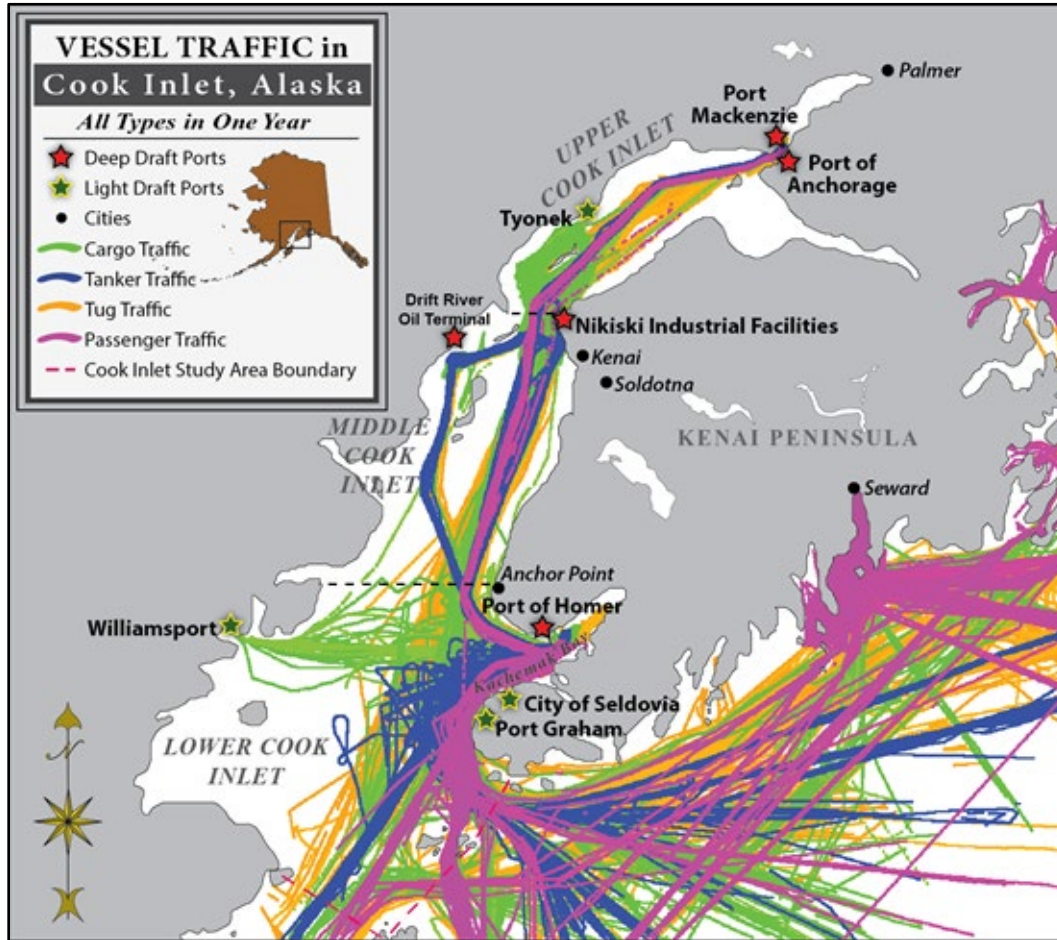 VESSEL TRAFFIC in
Cook Inlet, Alaska
All Types in One Year
Deep Draft Ports
Light Draft Ports
Cities
Cargo Traffic
Tanker Traffic
Tug Traffic
Passenger Traffic
Cook Inlet Study Area Boundary
Palmer
Port
Mackenzie
Port of
Anchorage
UPPER
COOK INLET
Tyonek
Drift River
Oil Terminal
Nikiski Industrial Facilities
Kenai
Soldotna
MIDDLE
COOK
INLET
KENAI PENINSULA
Seward
Anchor Point
Port of Homer
Williamsport
Kachemak Bay
City of Seldovia
Port Graham
LOWER COOK
INLET
N